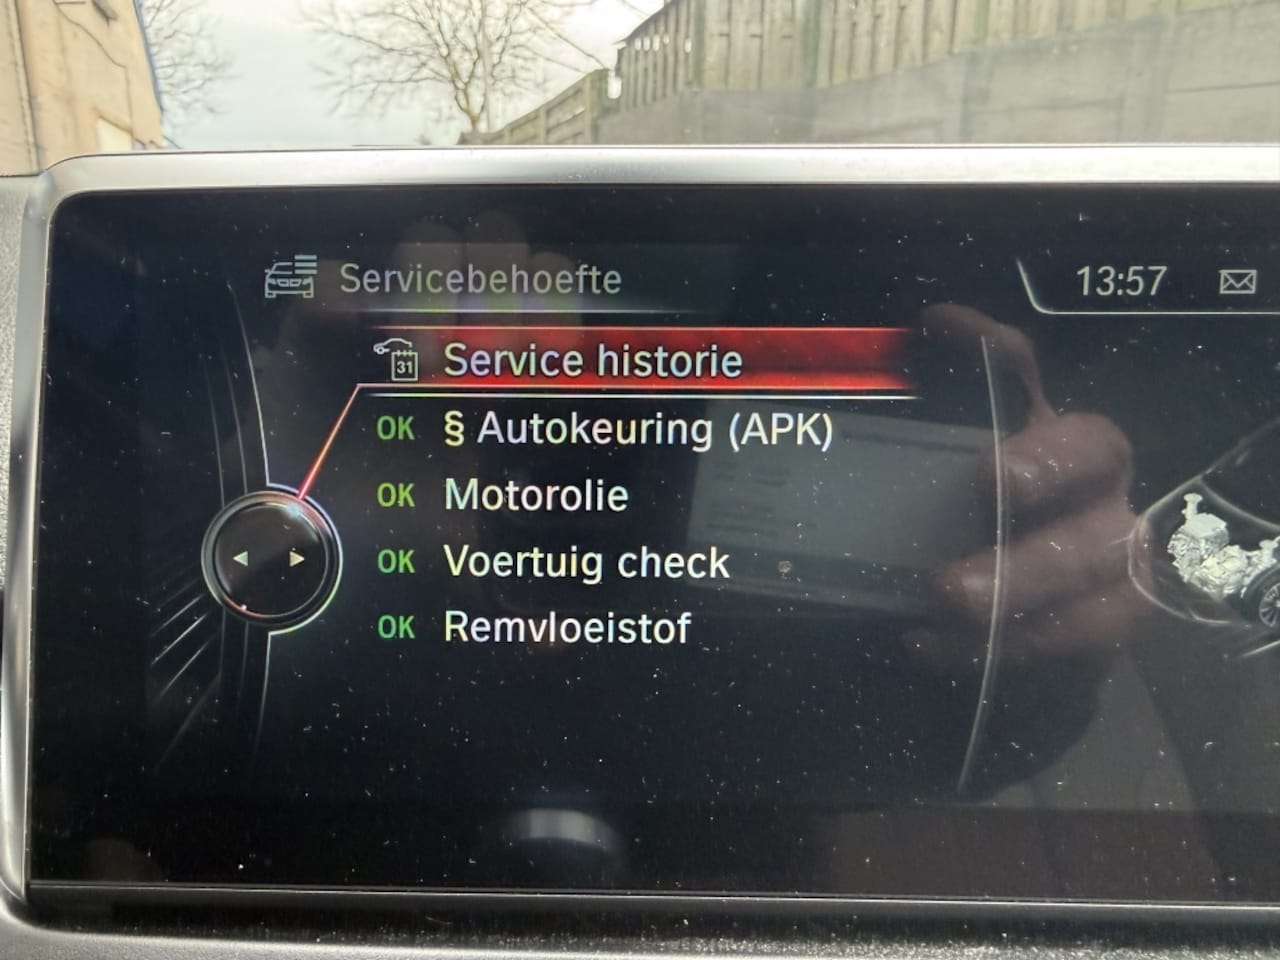 Servicebehoefte
13:57
31 Service historie
OK § Autokeuring (APK)
OK Motorolie
OK Voertuig check
OK Remvloeistof